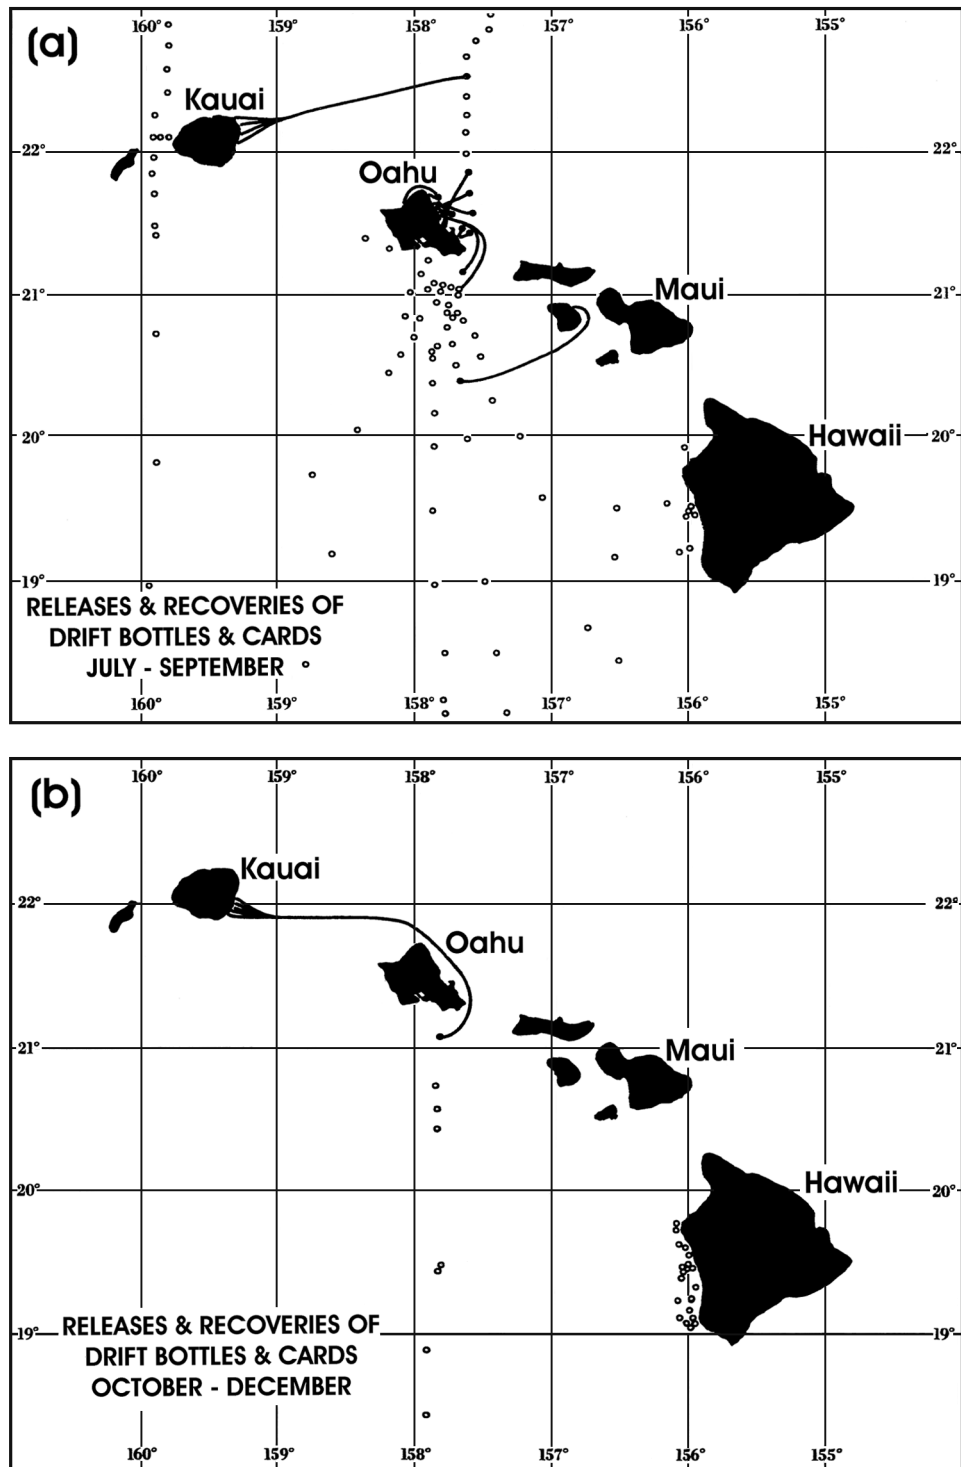 (a)
160° 159° 158° 157° 156° 155°
Kauai
22° 22°
Oahu
21° Maui 21°
20° Hawaii 20°
19° 19°
RELEASES & RECOVERIES OF
DRIFT BOTTLES & CARDS
JULY - SEPTEMBER
160° 159° 158° 157° 156° 155°
160° 159° 158° 157° 156° 155°
(b)
Kauai
22° 22°
Oahu
21° Maui 21°
20° Hawaii 20°
19° RELEASES & RECOVERIES OF 19°
DRIFT BOTTLES & CARDS
OCTOBER - DECEMBER
160° 159° 158° 157° 156° 155°